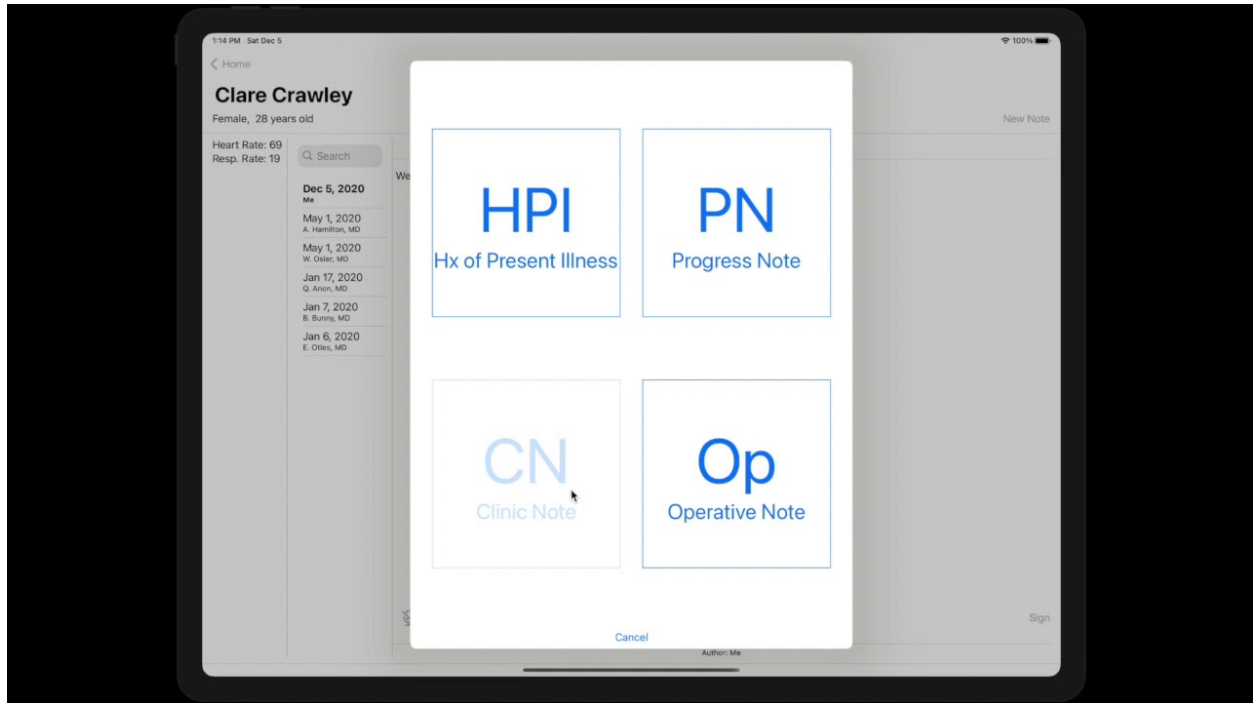 1:14 PM Sat Dec 5
100%
Home
Clare Crawley
Female, 28 years old
New Note
Heart Rate: 69
Resp. Rate: 19
Search
Dec 5, 2020
Me
May 1, 2020
A. Hamilton, MD
May 1, 2020
W. Osler, MD
Jan 17, 2020
Q. Anon, MD
Jan 7, 2020
B. Bunny, MD
Jan 6, 2020
E. Otles, MD
We
HPI
Hx of Present Illness
PN
Progress Note
CN
Clinic Note
Op
Operative Note
Cancel
Sign
Author: Me